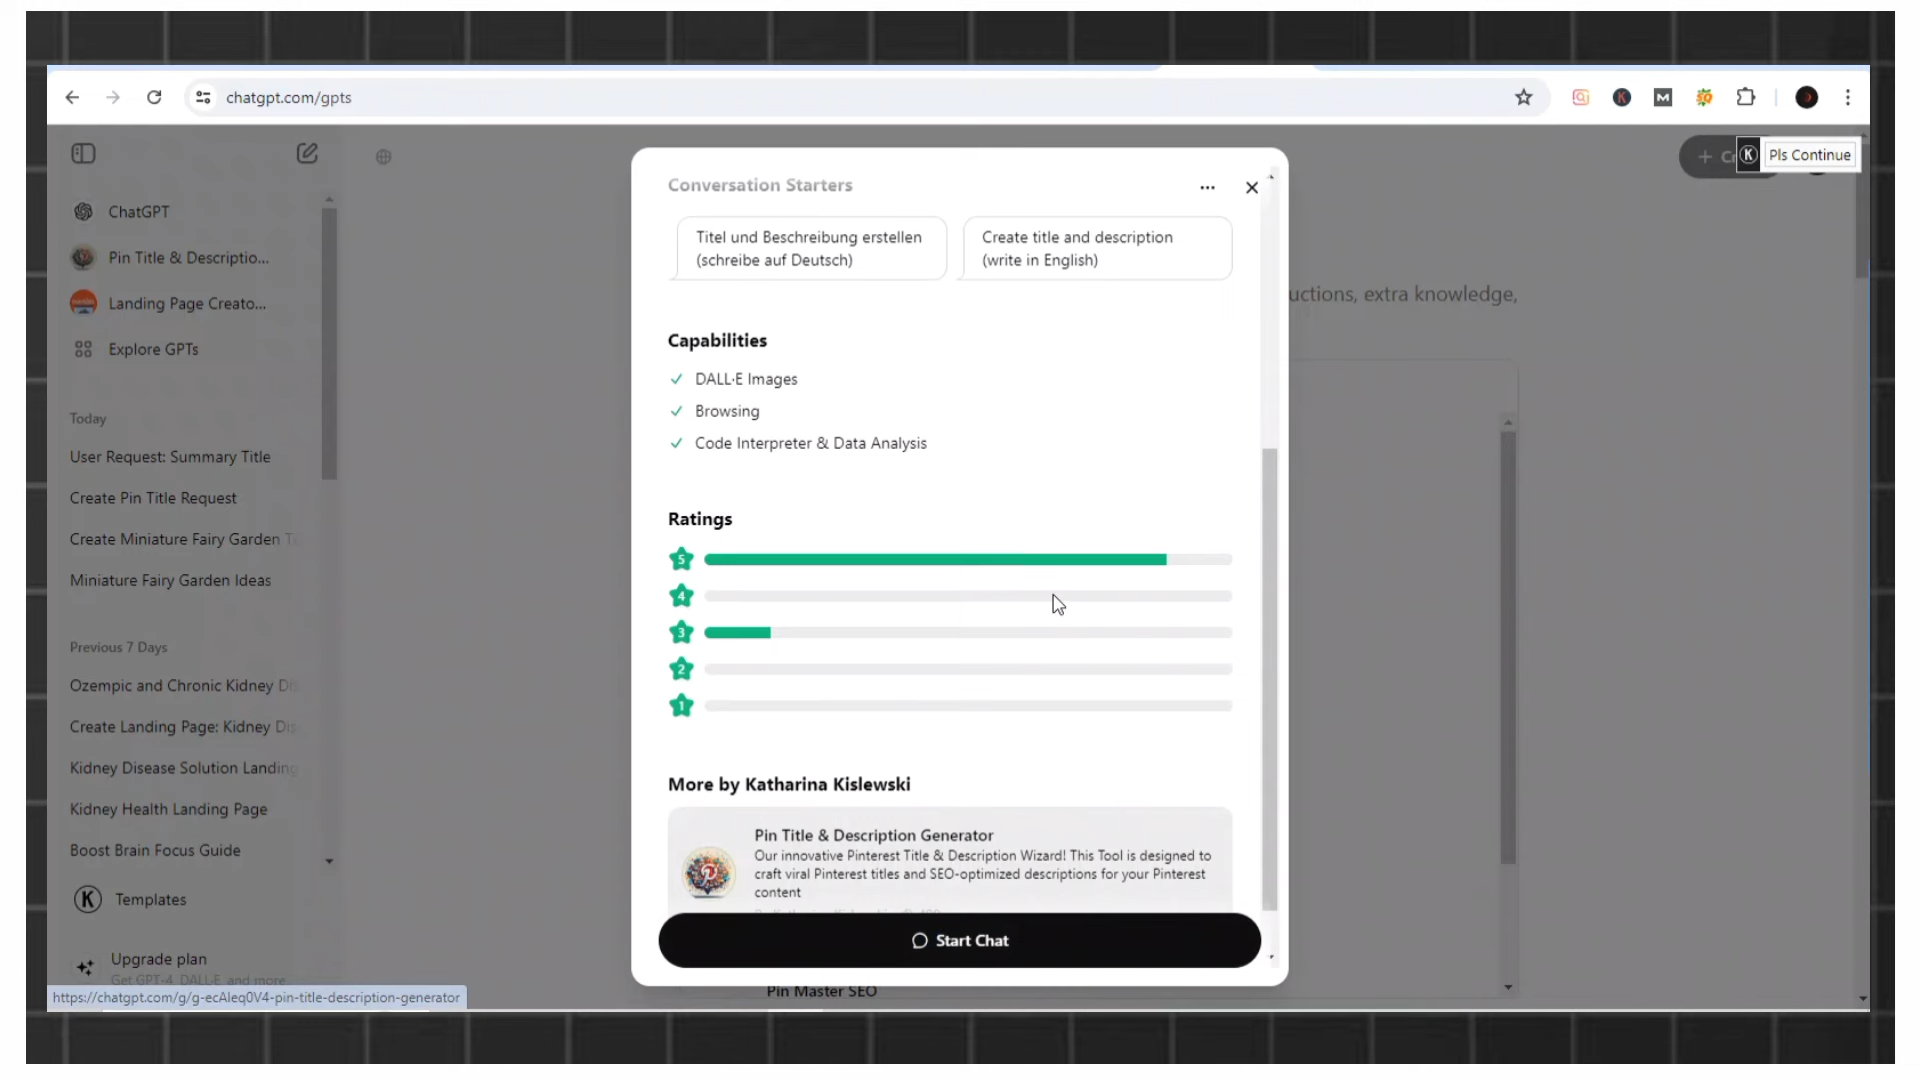 chatgpt.com/gpts
Pls Continue
ChatGPT
Pin Title & Descriptio...
Landing Page Creato...
Explore GPTs
Today
User Request: Summary Title
Create Pin Title Request
Create Miniature Fairy Garden
Miniature Fairy Garden Ideas
Previous 7 Days
Ozempic and Chronic Kidney
Create Landing Page: Kidney
Kidney Disease Solution Landing
Kidney Health Landing Page
Boost Brain Focus Guide
K Templates
Upgrade plan
Get GPT-4, DALL·E, and more
https://chatgpt.com/g/g-ecAleq0V4-pin-title-description-generator
Conversation Starters
Titel und Beschreibung erstellen
(schreibe auf Deutsch)
Create title and description
(write in English)
Capabilities
DALL·E Images
Browsing
Code Interpreter & Data Analysis
Ratings
5
4
3
2
1
More by Katharina Kislewski
Pin Title & Description Generator
Our innovative Pinterest Title & Description Wizard! This Tool is designed to
craft viral Pinterest titles and SEO-optimized descriptions for your Pinterest
content
Start Chat
Pin Master SEO
extra knowledge,